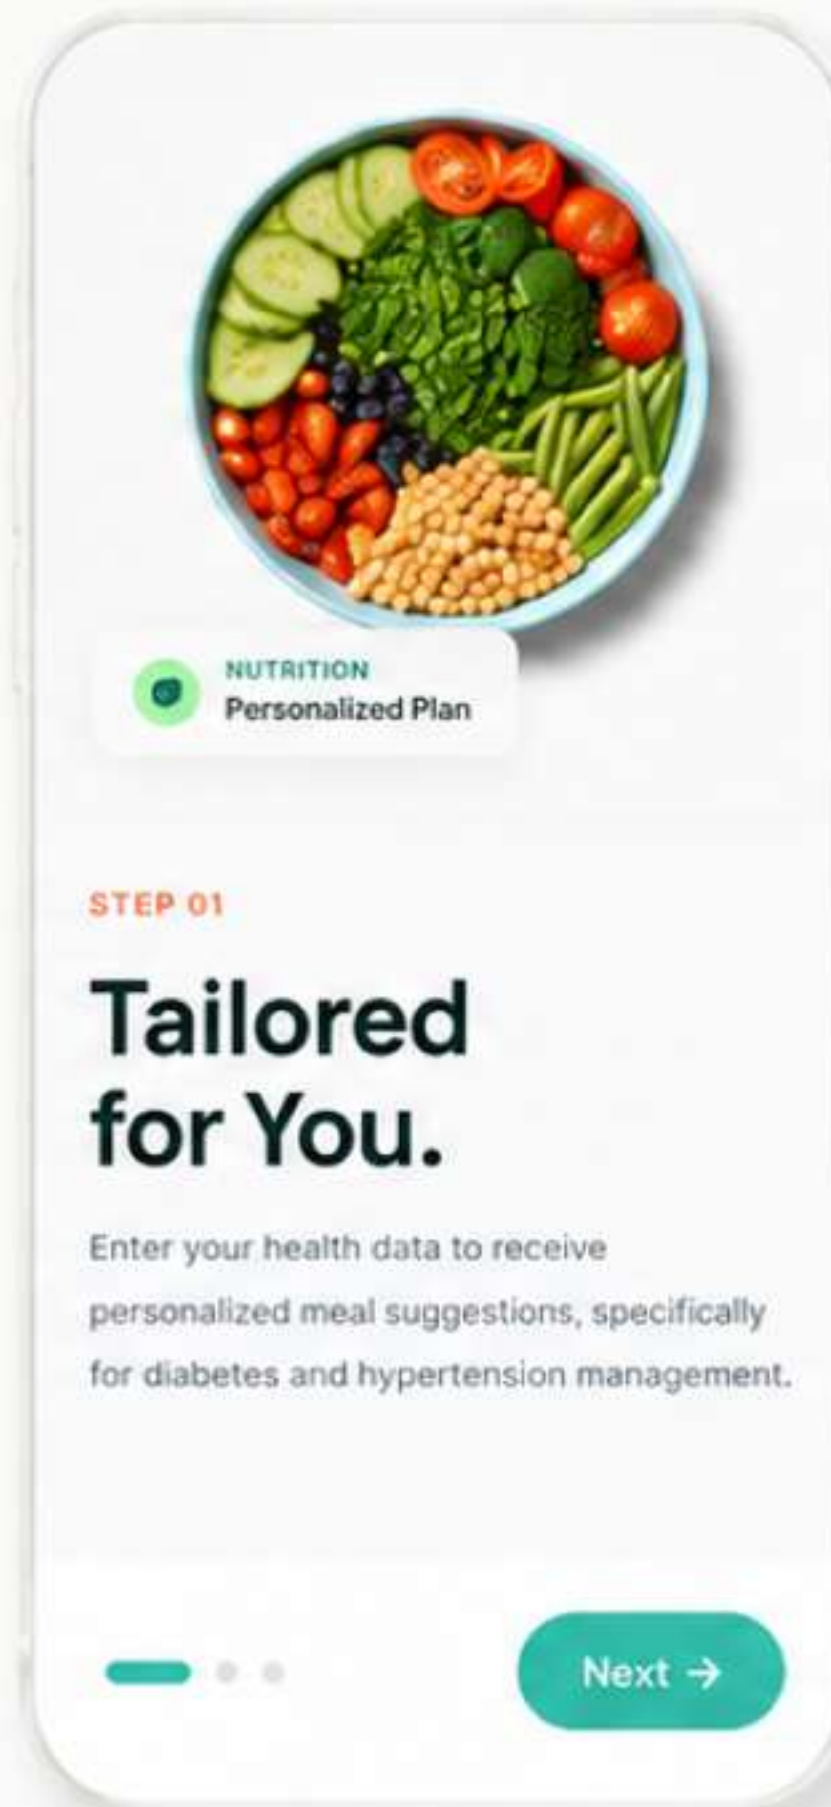 NUTRITION
Personalized Plan
STEP 01
Tailored
for You.
Enter your health data to receive
personalized meal suggestions, specifically
for diabetes and hypertension management.
Next →